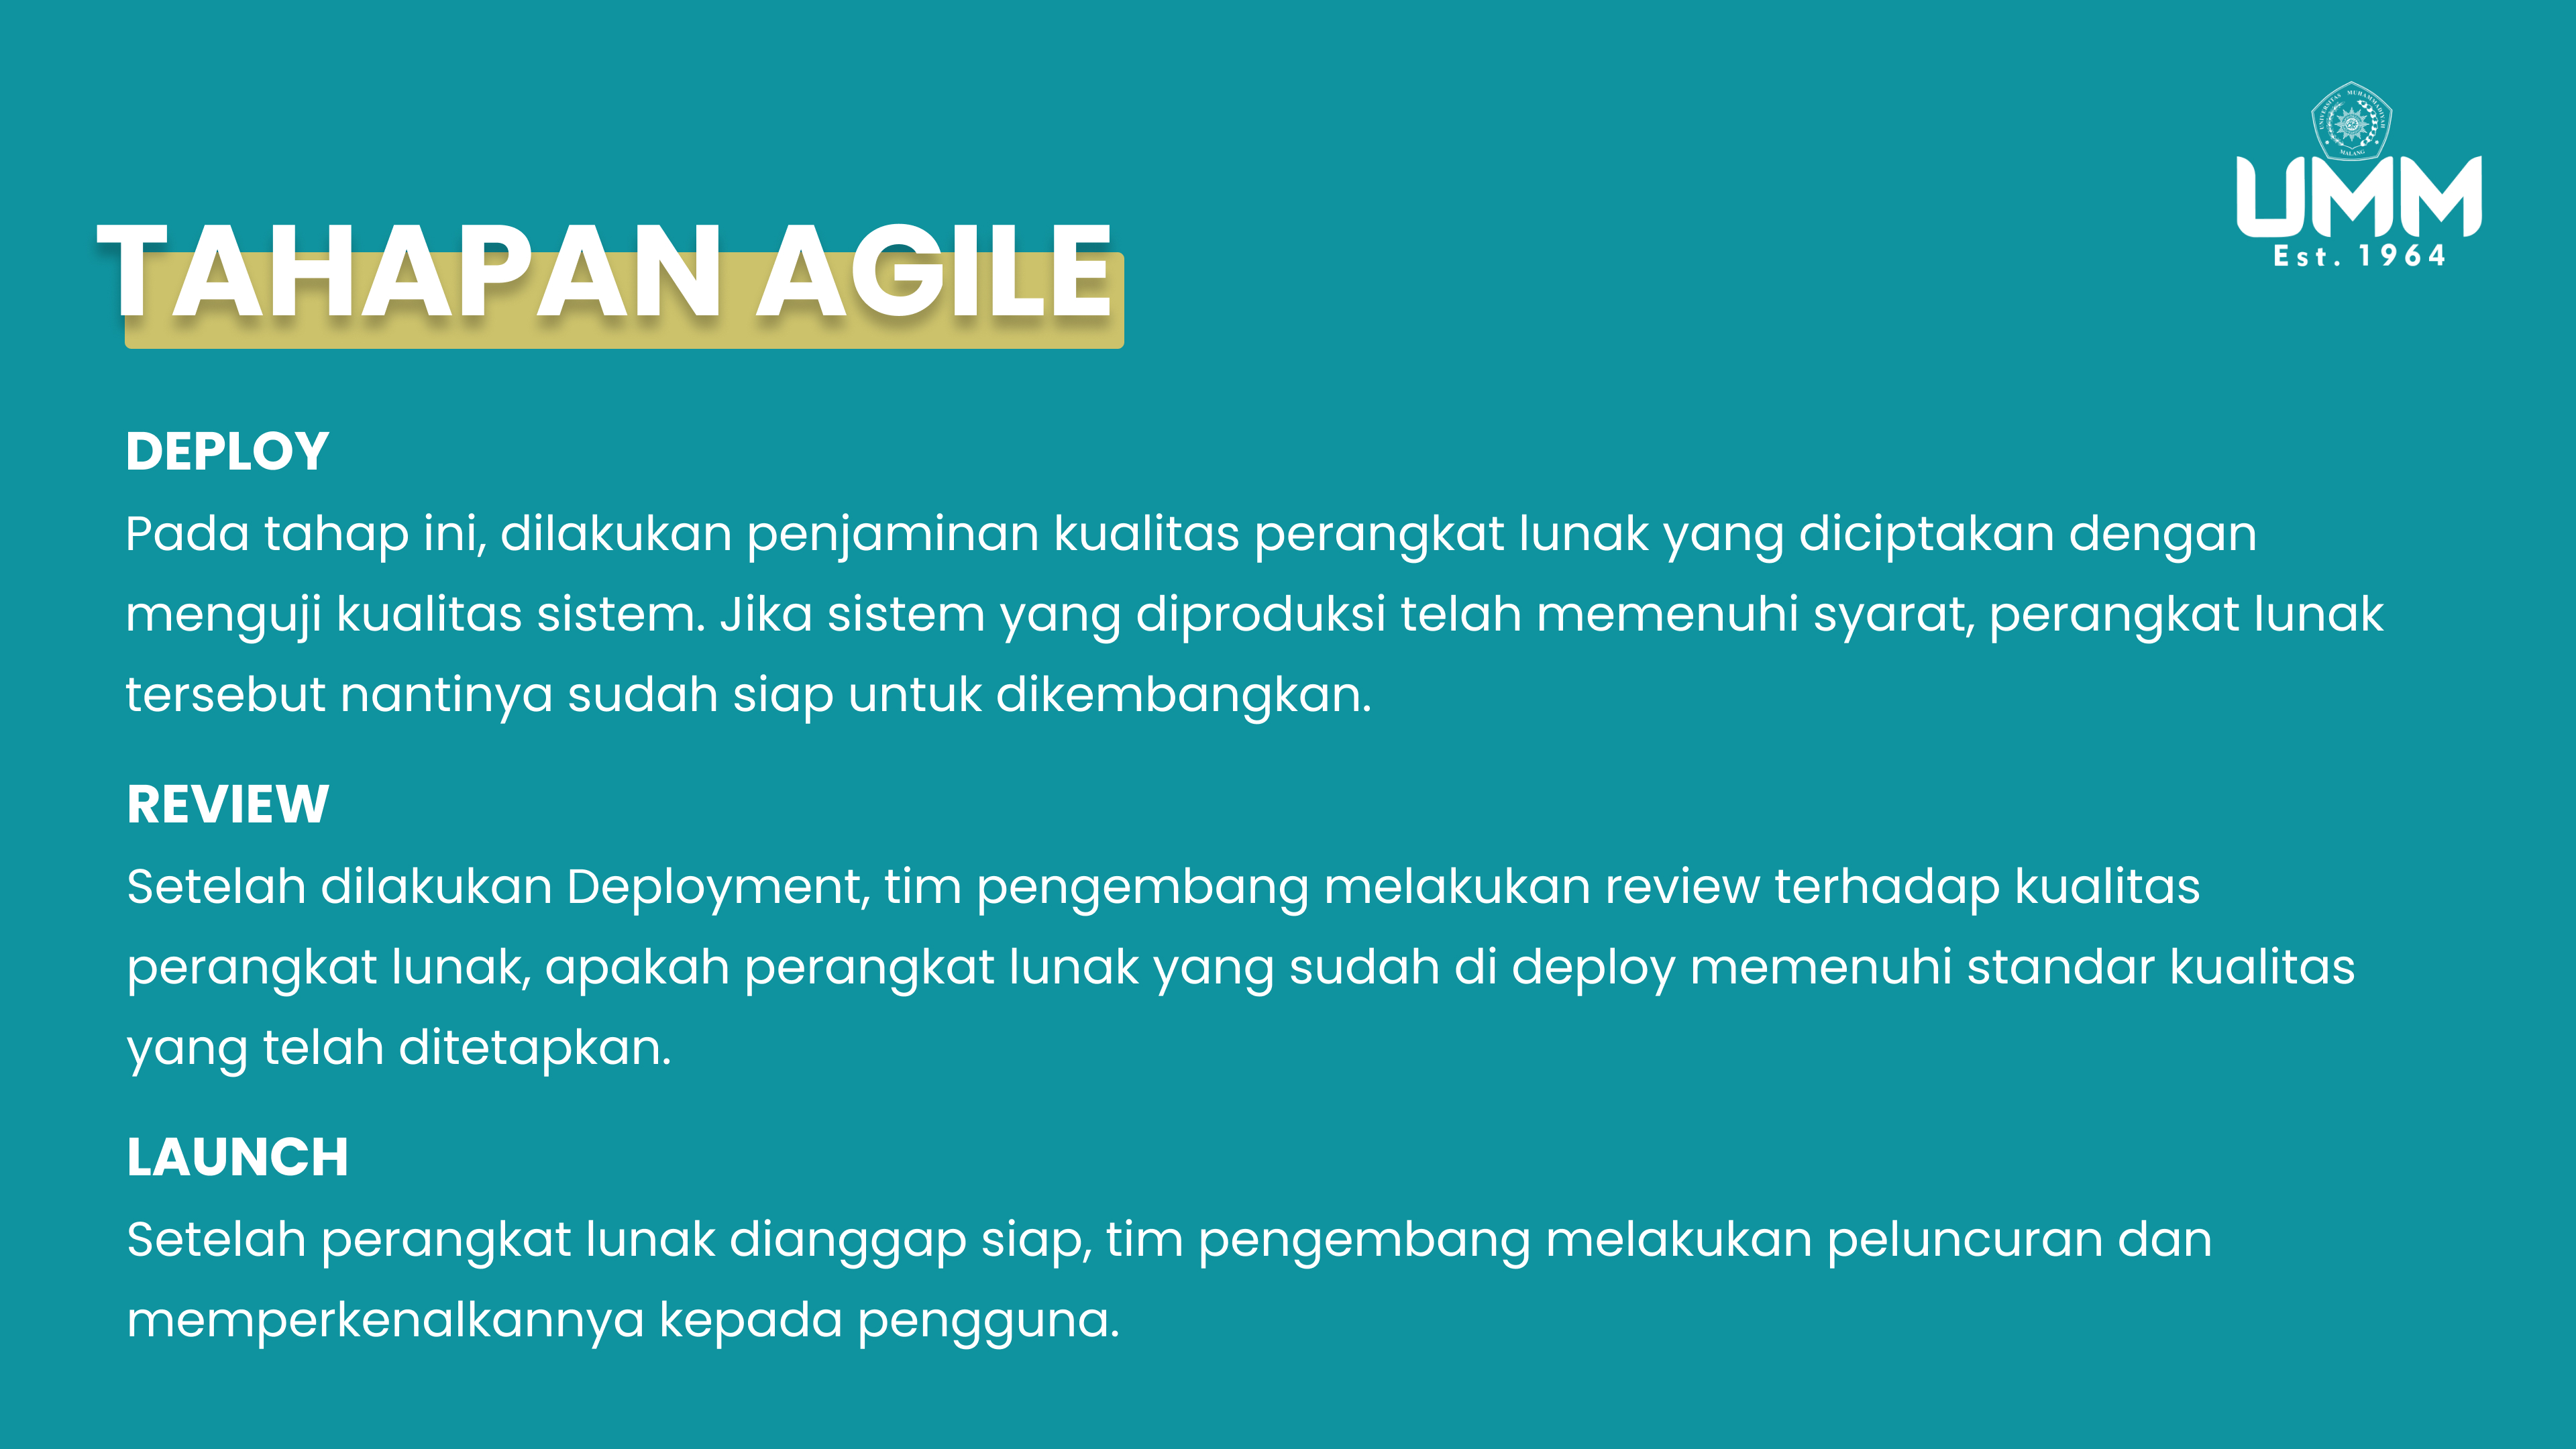 UNIVERSITAS MUHAMMADIYAH
MALANG
UMM
Est. 1964
TAHAPAN AGILE
DEPLOY
Pada tahap ini, dilakukan penjaminan kualitas perangkat lunak yang diciptakan dengan
menguji kualitas sistem. Jika sistem yang diproduksi telah memenuhi syarat, perangkat lunak
tersebut nantinya sudah siap untuk dikembangkan.
REVIEW
Setelah dilakukan Deployment, tim pengembang melakukan review terhadap kualitas
perangkat lunak, apakah perangkat lunak yang sudah di deploy memenuhi standar kualitas
yang telah ditetapkan.
LAUNCH
Setelah perangkat lunak dianggap siap, tim pengembang melakukan peluncuran dan
memperkenalkannya kepada pengguna.